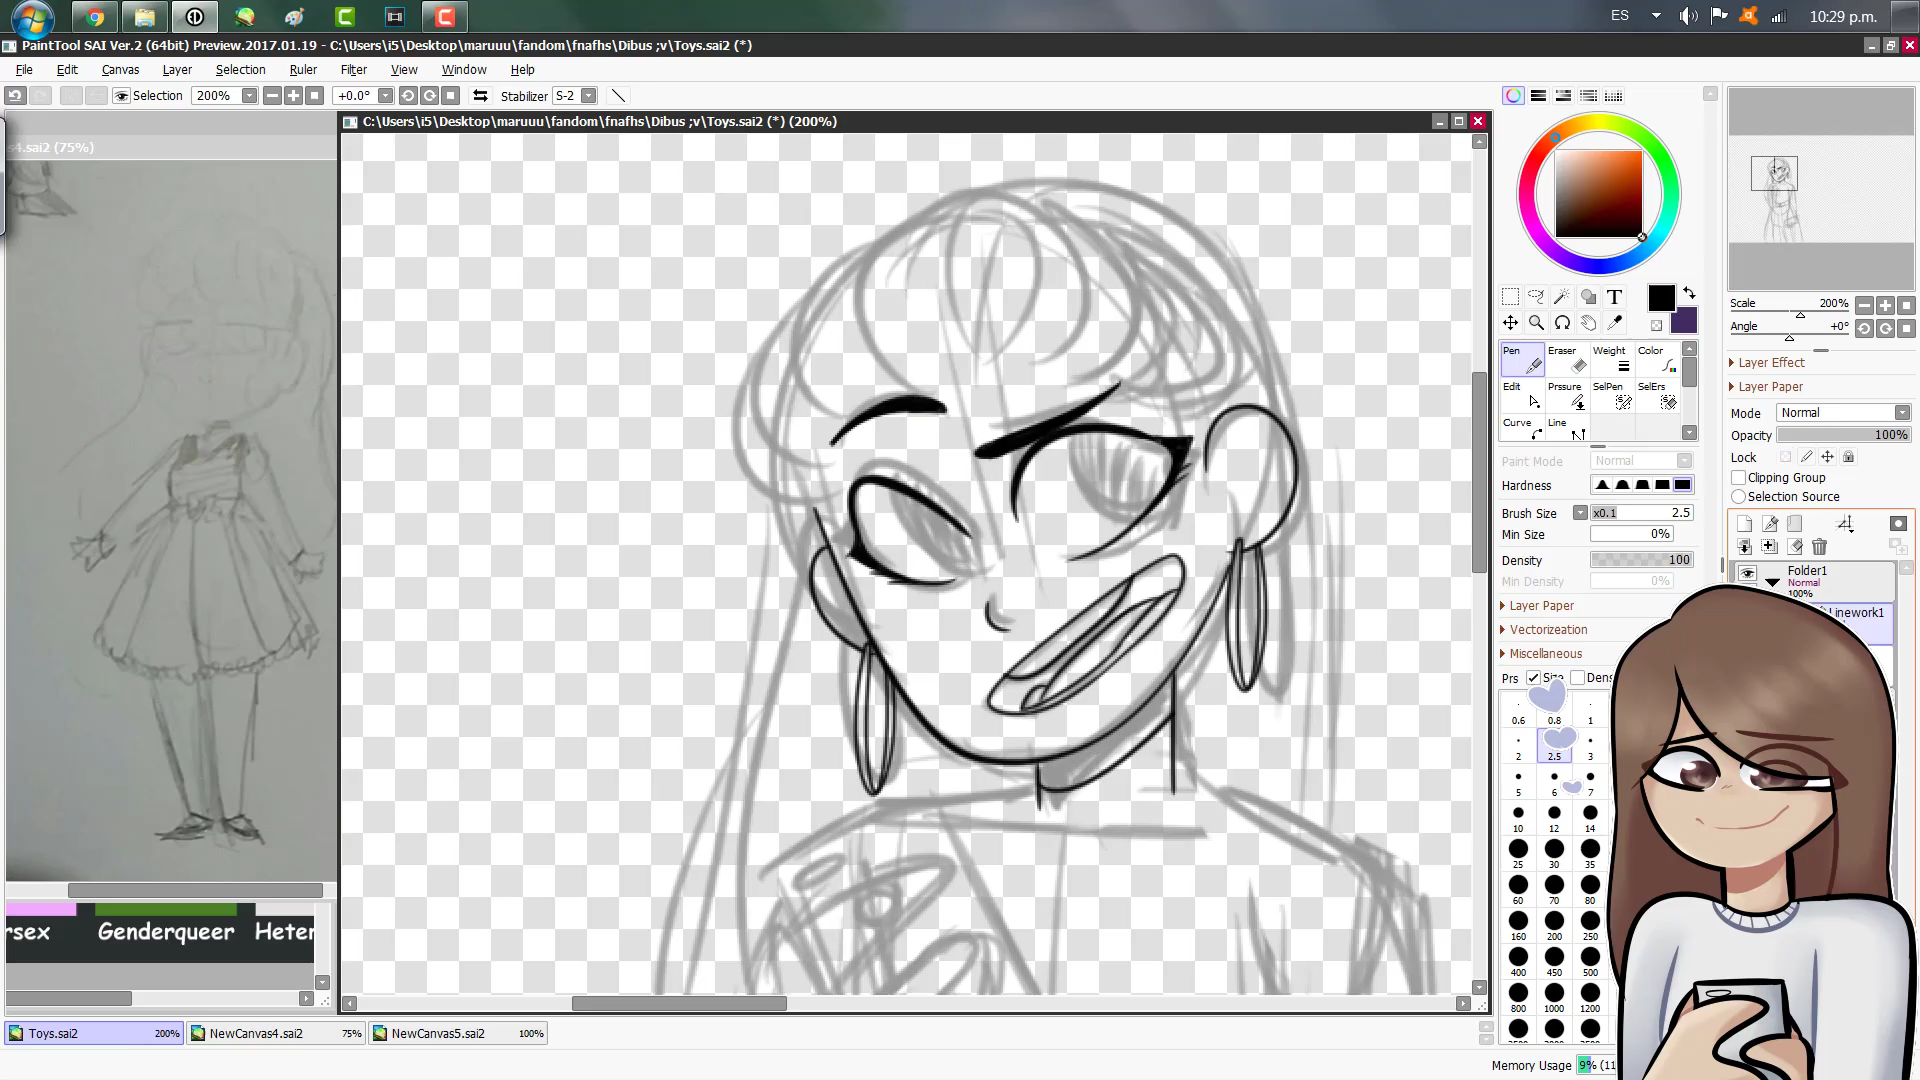 ES
10:29 p.m.
PaintTool SAI Ver.2 (64bit) Preview.2017.01.19 - C:\Users\i5\Desktop\maruuu\fandom\fnafhs\Dibus ;v\Toys.sai2 (*)
File Edit Canvas Layer Selection Ruler Filter View Window Help
Selection 200% +0.0° Stabilizer S-2
C:\Users\i5\Desktop\maruuu\fandom\fnafhs\Dibus ;v\Toys.sai2 (*) (200%)
s4.sai2 (75%)
Scale 200%
Angle +0°
Pen Eraser Weight Color
Edit Prssure SelPen SelErs
Curve Line
Layer Effect
Layer Paper
Mode Normal
Opacity 100%
Lock
Clipping Group
Selection Source
Paint Mode Normal
Hardness
Brush Size x0.1 2.5
Min Size 0%
Density 100
Min Density 0%
Layer Paper
Vectorizeation
Miscellaneous
Prs Size Dens
Folder1
Normal
100%
Linework1
0.6 0.8 1
2 2.5 3
5 6 7
10 12 14
25 30 35
60 70 80
160 200 250
400 450 500
800 1000 1200
rsex Genderqueer Heter
Toys.sai2 200% NewCanvas4.sai2 75% NewCanvas5.sai2 100%
Memory Usage 9% (11